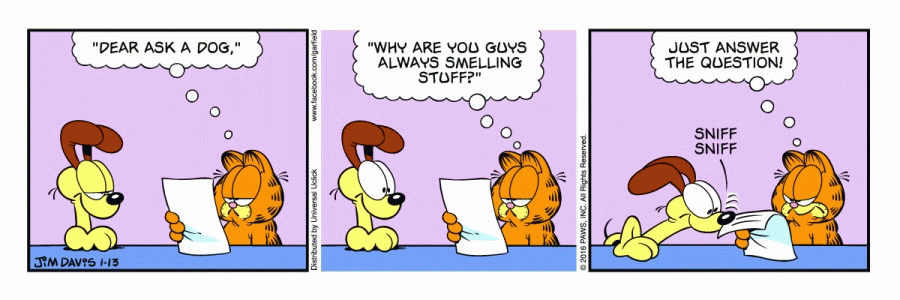 "DEAR ASK A DOG,"
JIM DAVIS 1-13
www.facebook.com/garfield
Distributed by Universal Uclick
"WHY ARE YOU GUYS
ALWAYS SMELLING
STUFF?"
© 2016 PAWS, INC. All Rights Reserved.
JUST ANSWER
THE QUESTION!
SNIFF
SNIFF